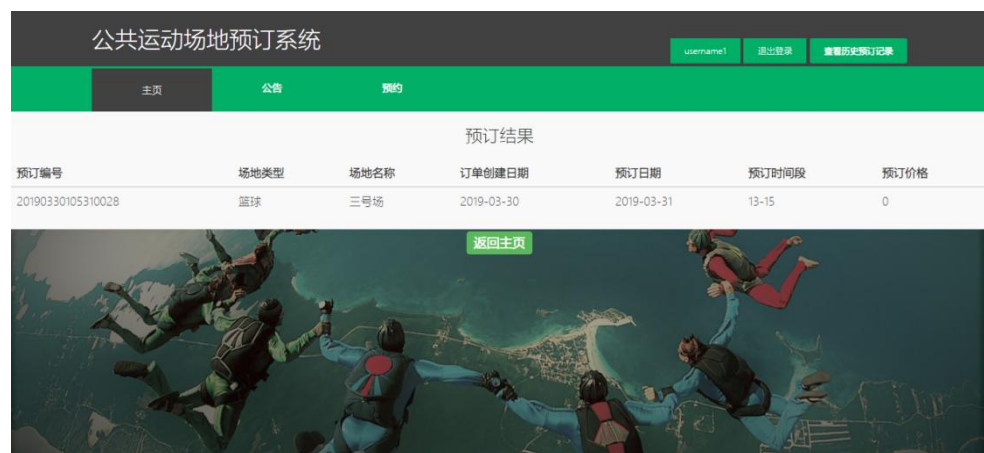 公共运动场地预订系统
username1 退出登录 查看历史预订记录
主页 公告 预约
预订结果
预订编号 场地类型 场地名称 订单创建日期 预订日期 预订时间段 预订价格
20190330105310028 篮球 三号场 2019-03-30 2019-03-31 13-15 0
返回主页